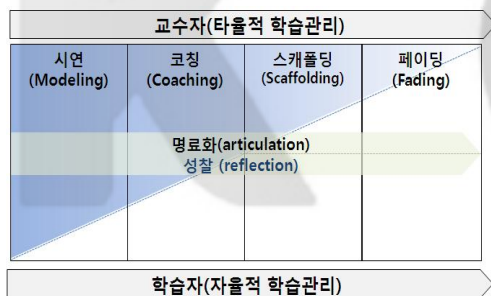 교수자(타율적 학습관리)
시연
(Modeling)
코칭
(Coaching)
스캐폴딩
(Scaffolding)
페이딩
(Fading)
명료화(articulation)
성찰 (reflection)
학습자(자율적 학습관리)